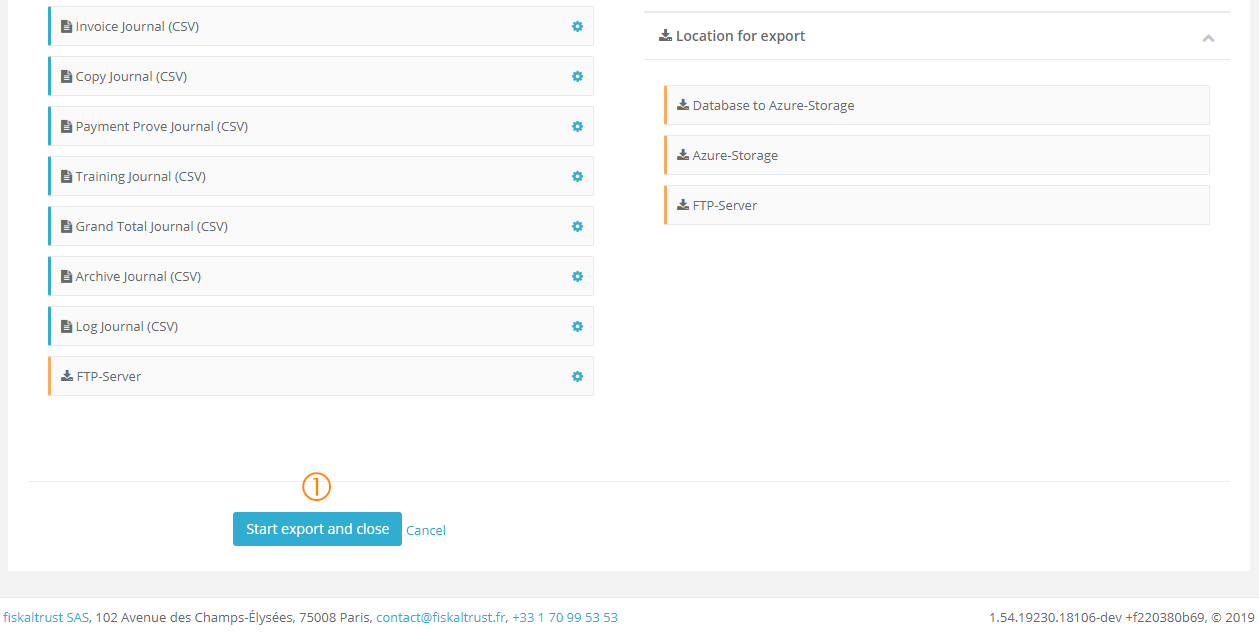 Invoice Journal (CSV)
Copy Journal (CSV)
Payment Prove Journal (CSV)
Training Journal (CSV)
Grand Total Journal (CSV)
Archive Journal (CSV)
Log Journal (CSV)
FTP-Server
Location for export
Database to Azure-Storage
Azure-Storage
FTP-Server
①
Start export and close Cancel
fiskaltrust SAS, 102 Avenue des Champs-Élysées, 75008 Paris, contact@fiskaltrust.fr, +33 1 70 99 53 53
1.54.19230.18106-dev +f220380b69, © 2019